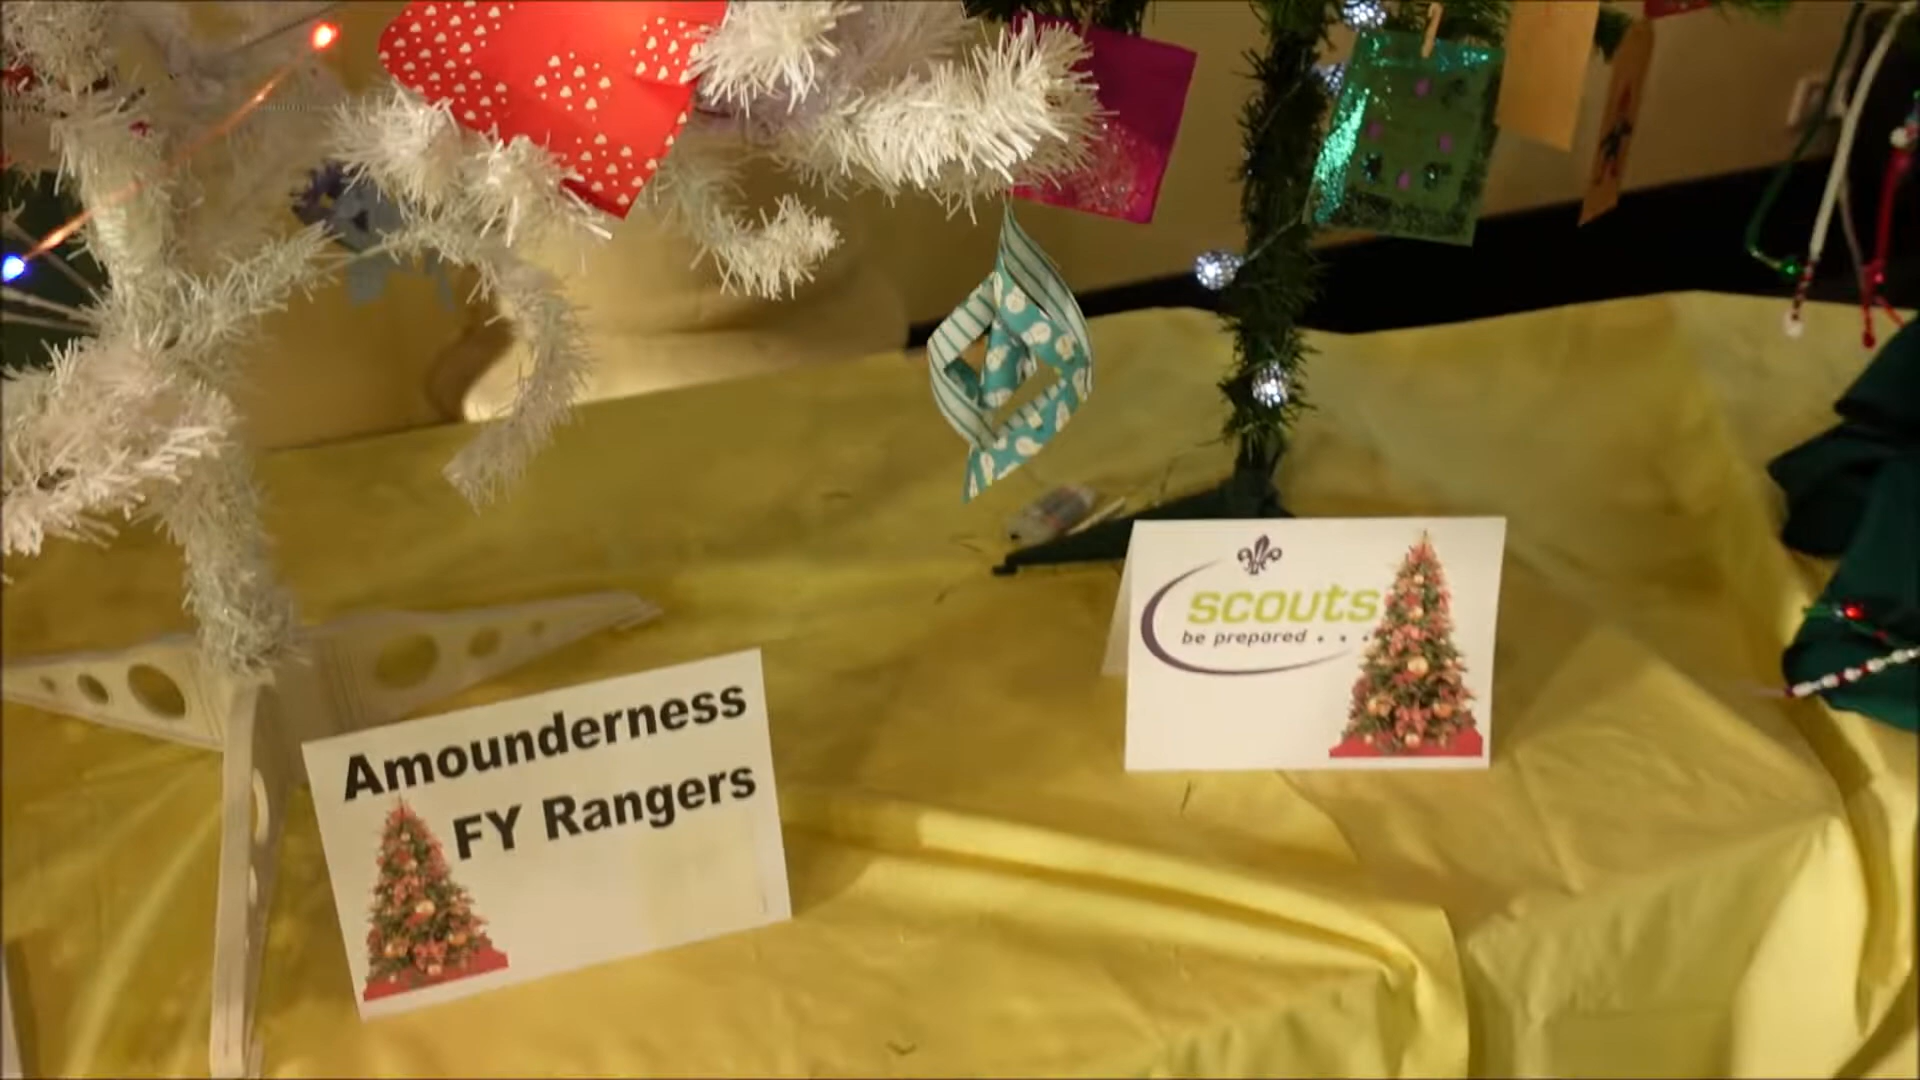 Amounderness
FY Rangers
scouts
be prepared . . .